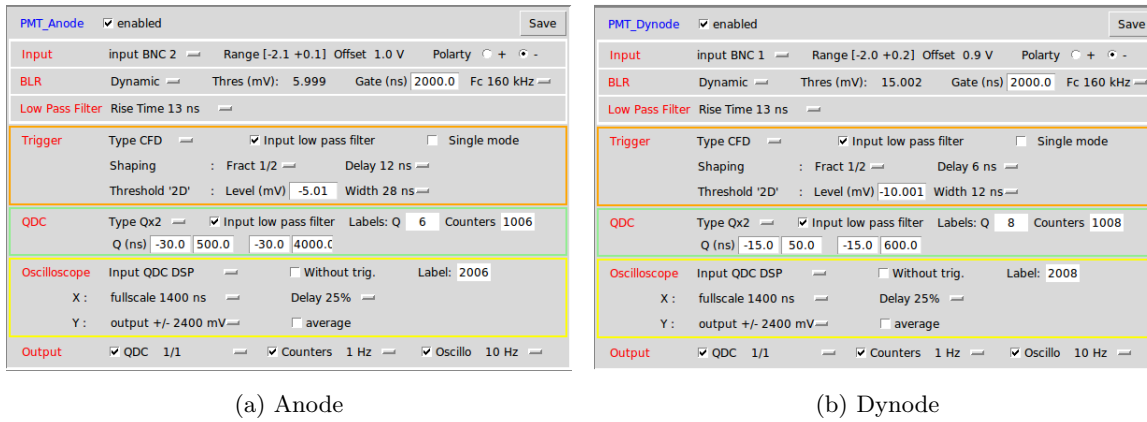 PMT_Anode enabled Save
Input input BNC 2 Range [-2.1 +0.1] Offset 1.0 V Polarty + -
BLR Dynamic Thres (mV): 5.999 Gate (ns) 2000.0 Fc 160 kHz
Low Pass Filter Rise Time 13 ns
Trigger Type CFD Input low pass filter Single mode
Shaping : Fract 1/2 Delay 12 ns
Threshold '2D' : Level (mV) -5.01 Width 28 ns
QDC Type Qx2 Input low pass filter Labels: Q 6 Counters 1006
Q (ns) -30.0 500.0 -30.0 4000.0
Oscilloscope Input QDC DSP Without trig. Label: 2006
X : fullscale 1400 ns Delay 25%
Y : output +/- 2400 mV average
Output QDC 1/1 Counters 1 Hz Oscillo 10 Hz
(a) Anode
PMT_Dynode enabled Save
Input input BNC 1 Range [-2.0 +0.2] Offset 0.9 V Polarty + -
BLR Dynamic Thres (mV): 15.002 Gate (ns) 2000.0 Fc 160 kHz
Low Pass Filter Rise Time 13 ns
Trigger Type CFD Input low pass filter Single mode
Shaping : Fract 1/2 Delay 6 ns
Threshold '2D' : Level (mV) -10.001 Width 12 ns
QDC Type Qx2 Input low pass filter Labels: Q 8 Counters 1008
Q (ns) -15.0 50.0 -15.0 600.0
Oscilloscope Input QDC DSP Without trig. Label: 2008
X : fullscale 1400 ns Delay 25%
Y : output +/- 2400 mV average
Output QDC 1/1 Counters 1 Hz Oscillo 10 Hz
(b) Dynode